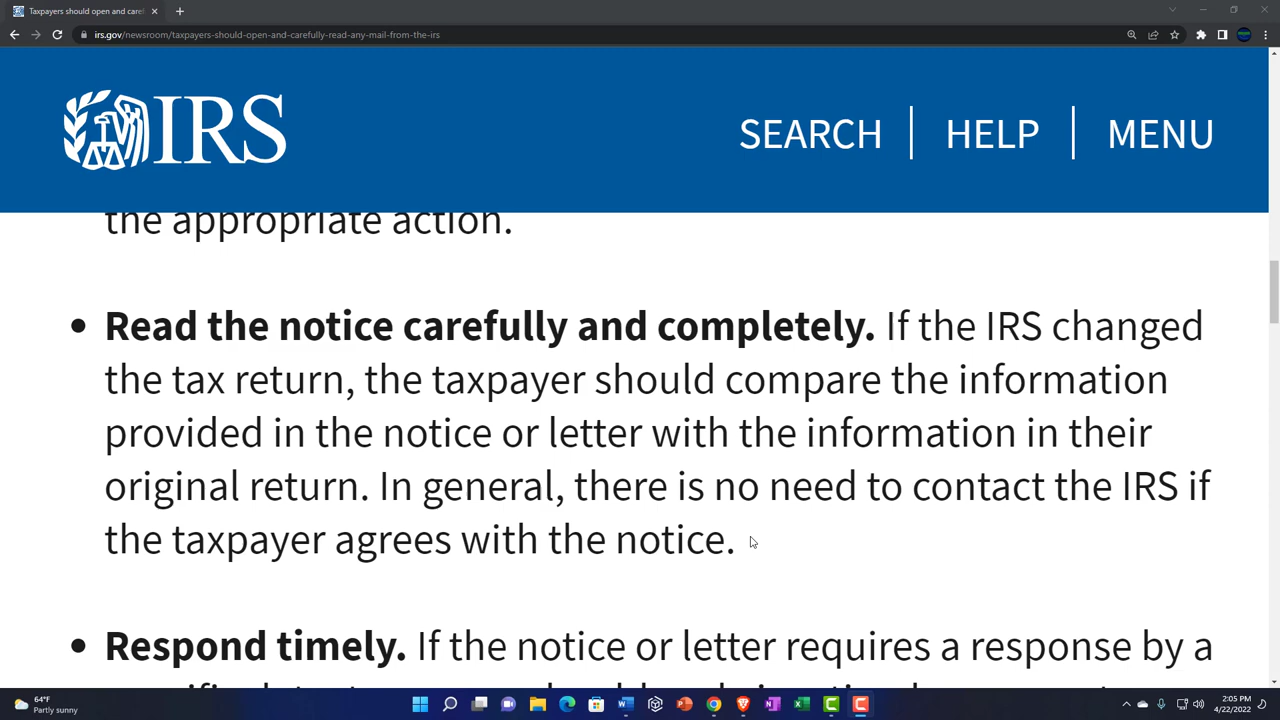 Taxpayers should open and caref
irs.gov/newsroom/taxpayers-should-open-and-carefully-read-any-mail-from-the-irs
IRS
SEARCH
HELP
MENU
the appropriate action.
• Read the notice carefully and completely. If the IRS changed
the tax return, the taxpayer should compare the information
provided in the notice or letter with the information in their
original return. In general, there is no need to contact the IRS if
the taxpayer agrees with the notice.
• Respond timely. If the notice or letter requires a response by a
64°F
Partly sunny
2:05 PM
4/22/2022